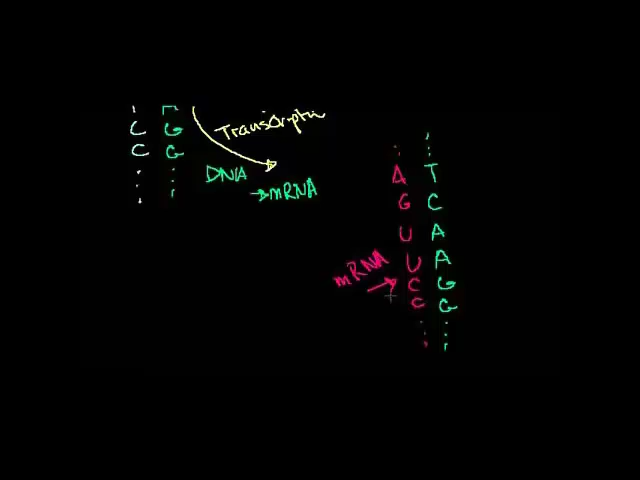 C G
C G
Transcription
DNA
→mRNA
A T
G C
U A
U A
mRNA
C G
C G